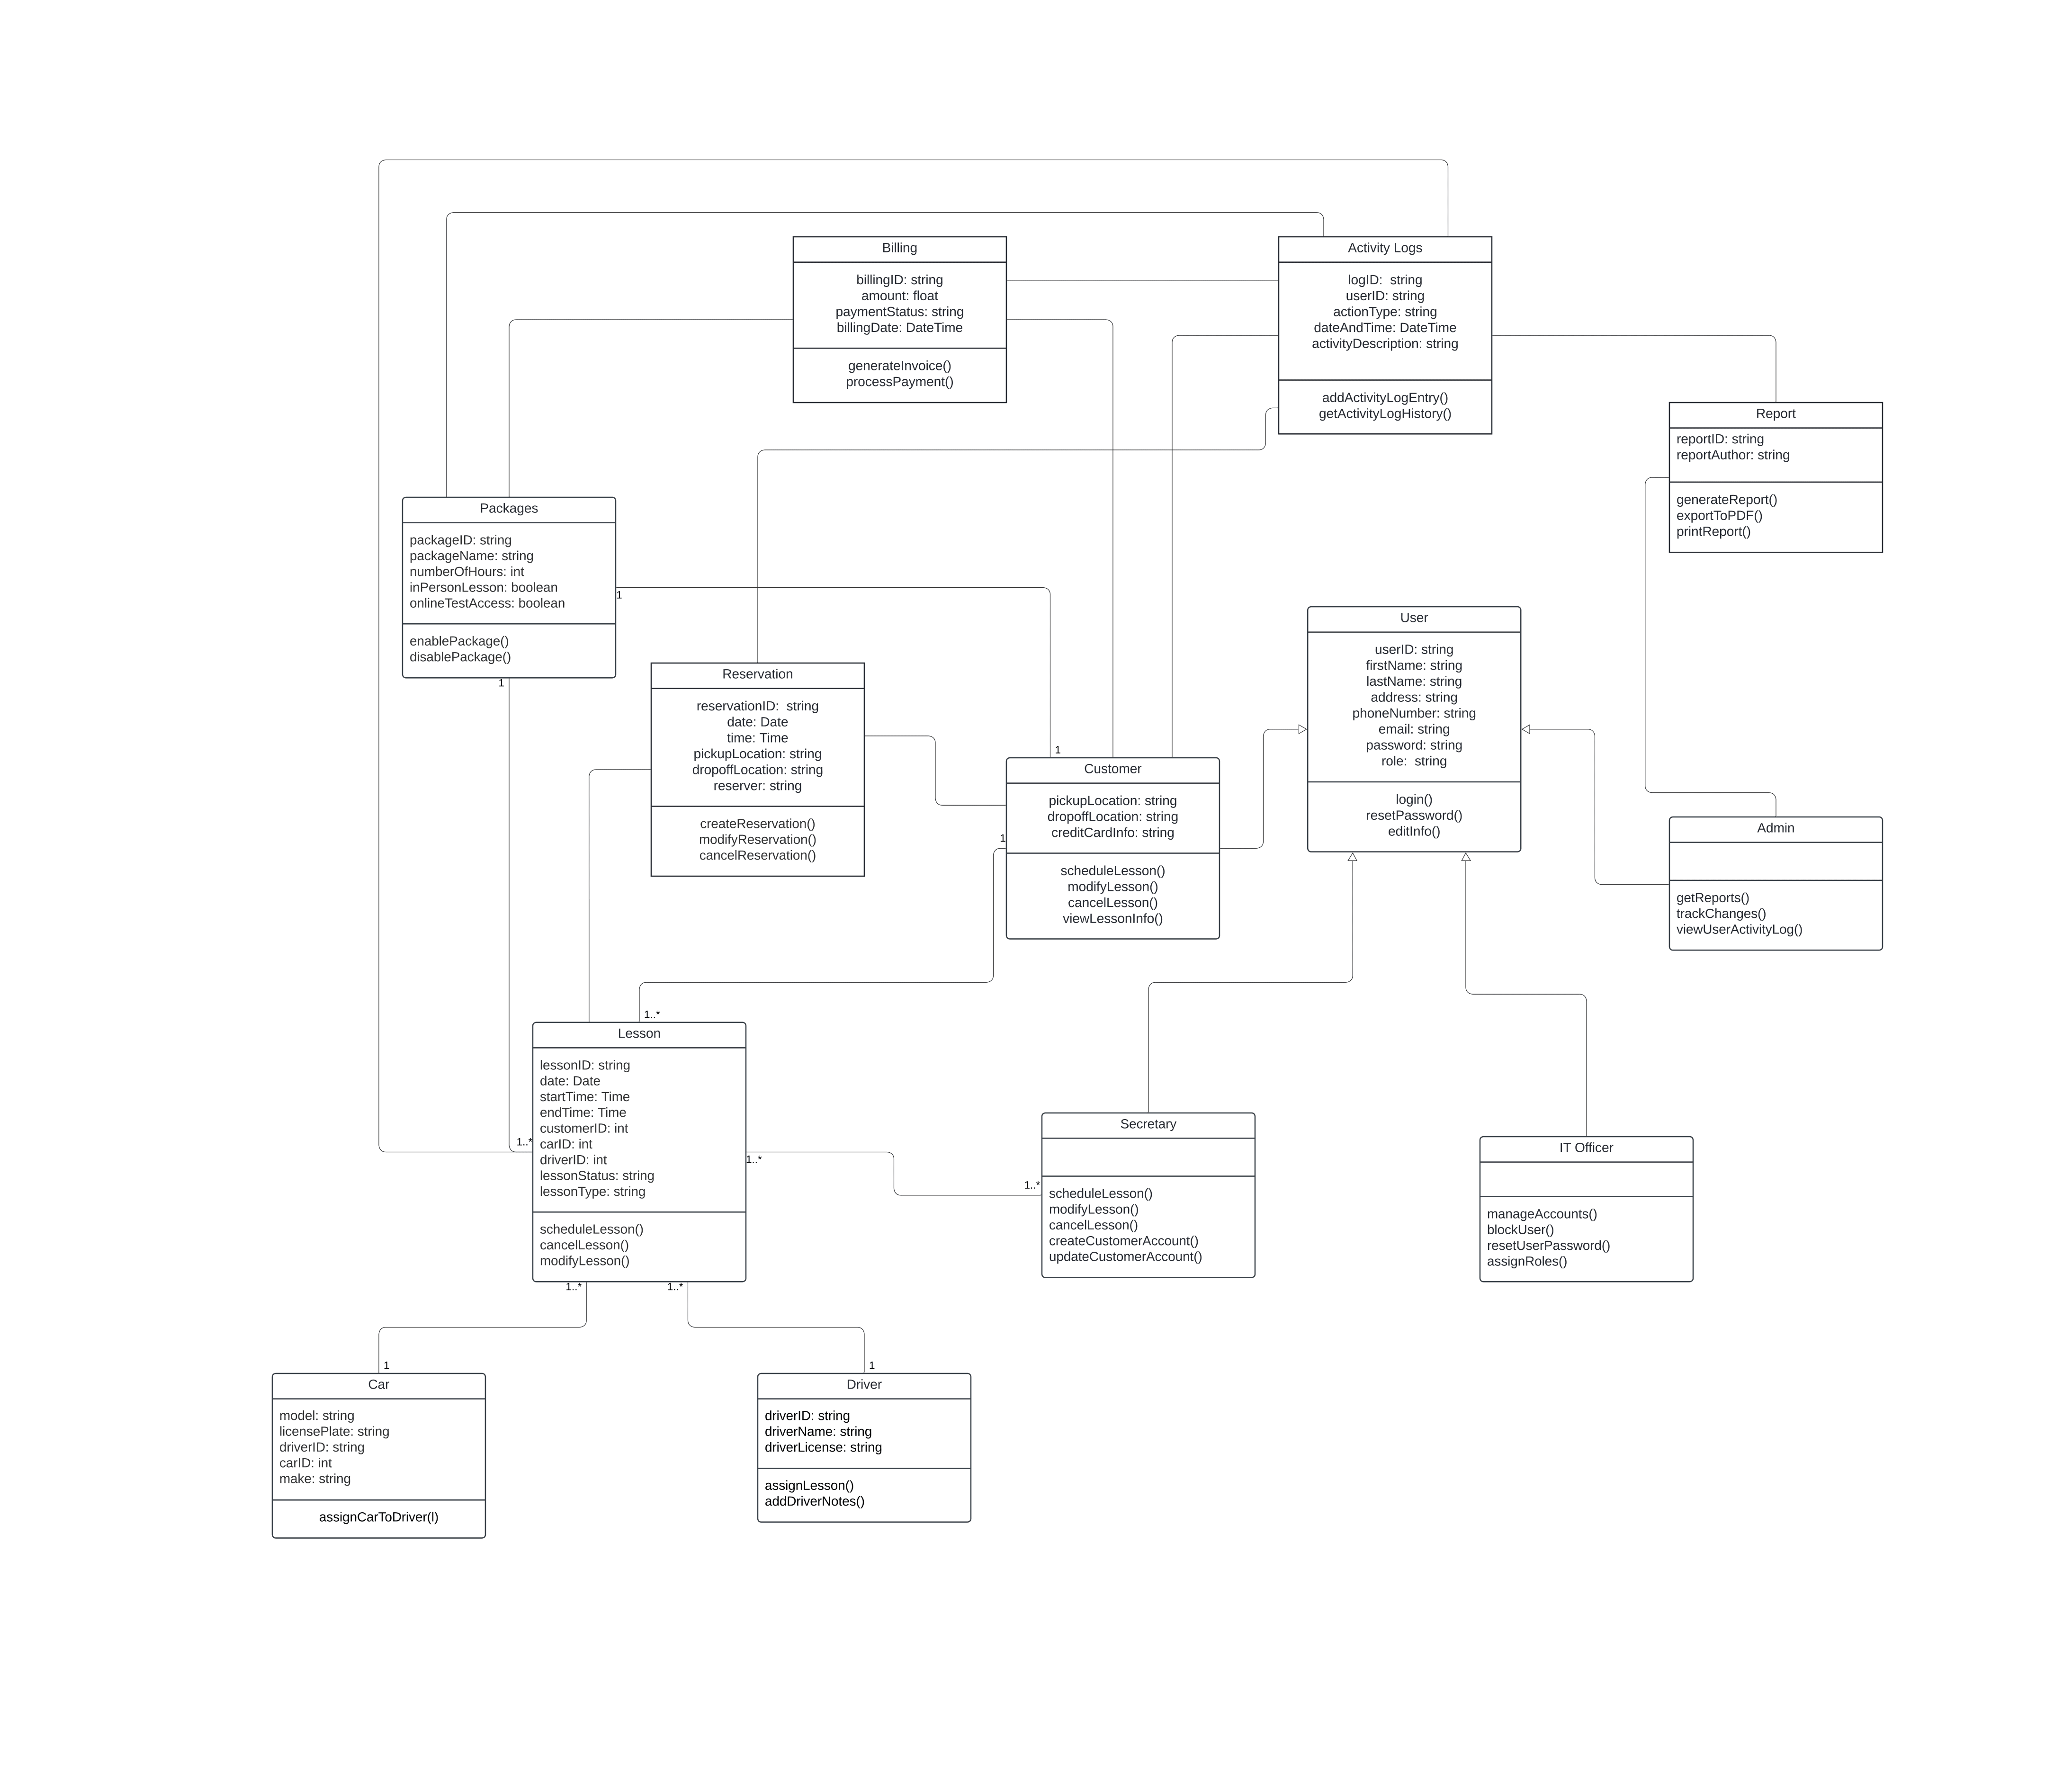 Billing
billingID: string
amount: float
paymentStatus: string
billingDate: DateTime
generateInvoice()
processPayment()
Activity Logs
logID:  string
userID: string
actionType: string
dateAndTime: DateTime
activityDescription: string
addActivityLogEntry()
getActivityLogHistory()
Report
reportID: string
reportAuthor: string
generateReport()
exportToPDF()
printReport()
Packages
packageID: string
packageName: string
numberOfHours: int
inPersonLesson: boolean
onlineTestAccess: boolean
enablePackage()
disablePackage()
1
1
User
userID: string
firstName: string
lastName: string
address: string
phoneNumber: string
email: string
password: string
role:  string
login()
resetPassword()
editInfo()
Reservation
reservationID:  string
date: Date
time: Time
pickupLocation: string
dropoffLocation: string
reserver: string
createReservation()
modifyReservation()
cancelReservation()
1
Customer
pickupLocation: string
dropoffLocation: string
creditCardInfo: string
1
scheduleLesson()
modifyLesson()
cancelLesson()
viewLessonInfo()
Admin
getReports()
trackChanges()
viewUserActivityLog()
1..*
Lesson
lessonID: string
date: Date
startTime: Time
endTime: Time
customerID: int
carID: int
driverID: int
lessonStatus: string
lessonType: string
scheduleLesson()
cancelLesson()
modifyLesson()
1..*
1..*
1..*
1..*
1..*
Secretary
scheduleLesson()
modifyLesson()
cancelLesson()
createCustomerAccount()
updateCustomerAccount()
IT Officer
manageAccounts()
blockUser()
resetUserPassword()
assignRoles()
1
Car
model: string
licensePlate: string
driverID: string
carID: int
make: string
assignCarToDriver(l)
1
Driver
driverID: string
driverName: string
driverLicense: string
assignLesson()
addDriverNotes()